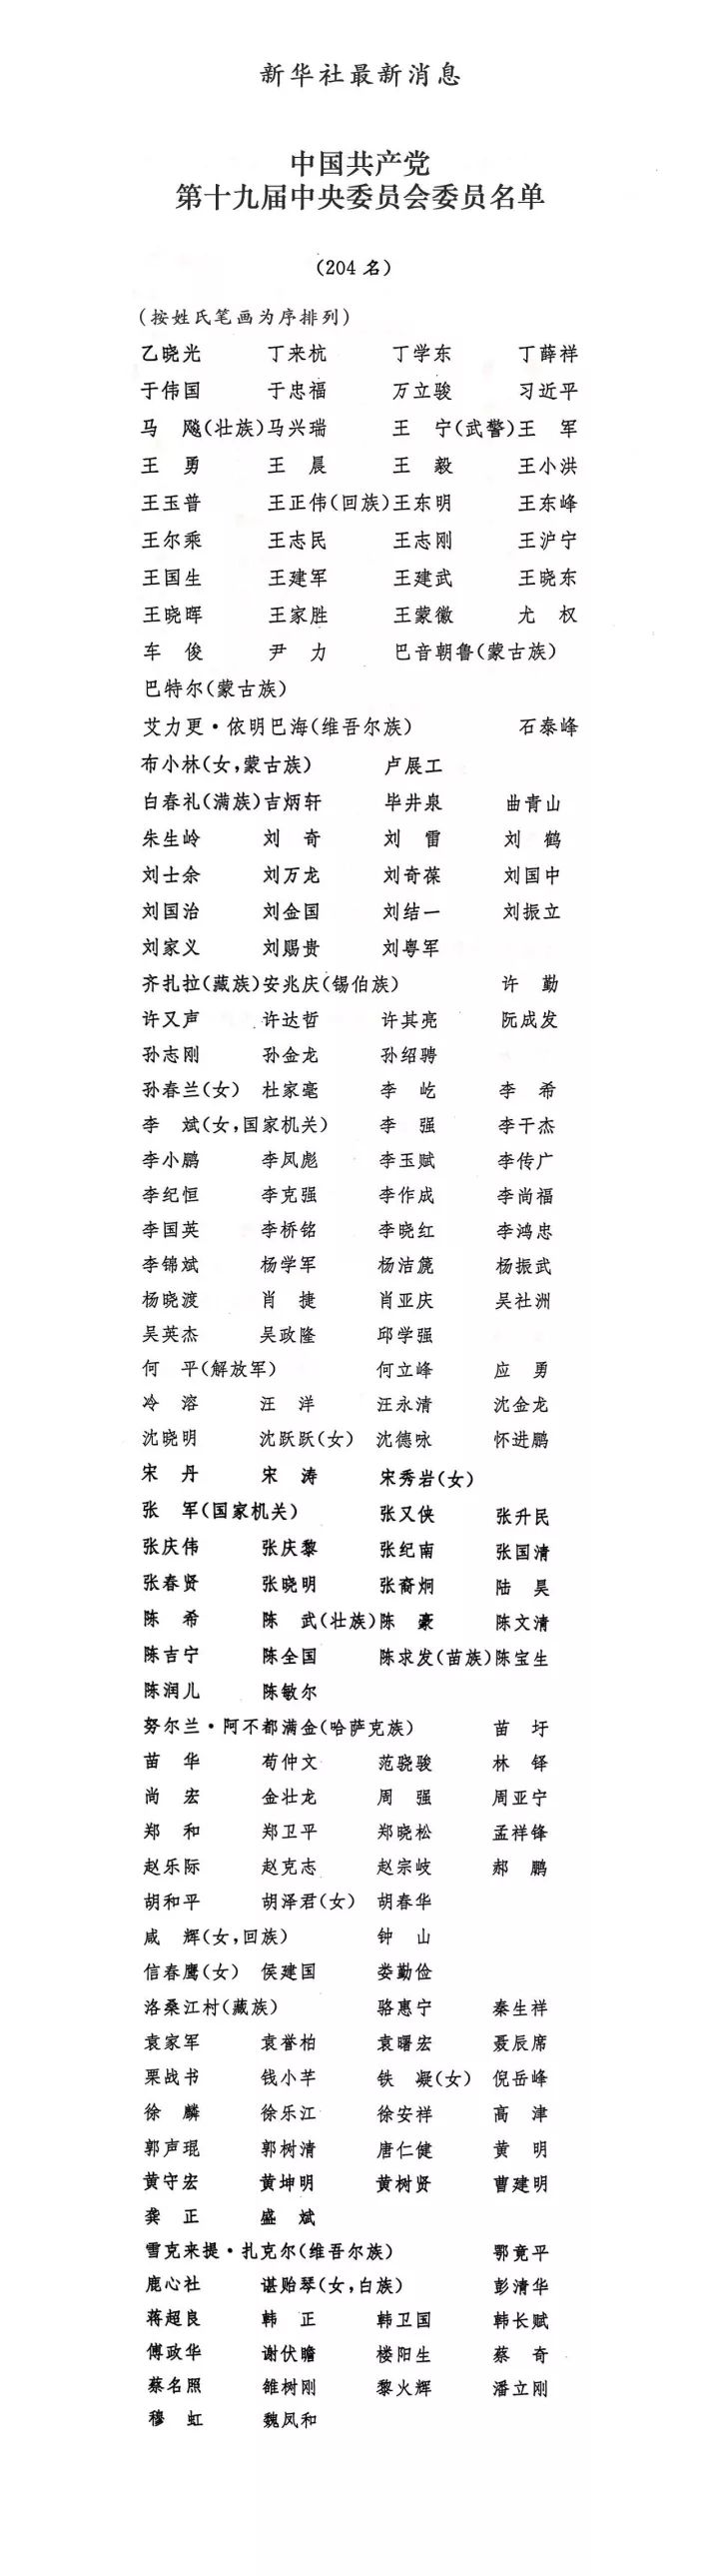 新华社最新消息
中国共产党
第十九届中央委员会委员名单
（204 名）
（按姓氏笔画为序排列）
乙晓光 丁来杭 丁学东 丁薛祥
于伟国 于忠福 万立骏 习近平
马 飚（壮族）马兴瑞 王 宁（武警）王 军
王 勇 王 晨 王 毅 王小洪
王玉普 王正伟（回族）王东明 王东峰
王尔乘 王志民 王志刚 王沪宁
王国生 王建军 王建武 王晓东
王晓晖 王家胜 王蒙徽 尤 权
车 俊 尹 力 巴音朝鲁（蒙古族）
巴特尔（蒙古族）
艾力更·依明巴海（维吾尔族） 石泰峰
布小林（女，蒙古族） 卢展工
白春礼（满族）吉炳轩 毕井泉 曲青山
朱生岭 刘 奇 刘 雷 刘 鹤
刘士余 刘万龙 刘奇葆 刘国中
刘国治 刘金国 刘结一 刘振立
刘家义 刘赐贵 刘粤军
齐扎拉（藏族）安兆庆（锡伯族） 许 勤
许又声 许达哲 许其亮 阮成发
孙志刚 孙金龙 孙绍骋
孙春兰（女） 杜家毫 李 屹 李 希
李 斌（女，国家机关） 李 强 李干杰
李小鹏 李凤彪 李玉赋 李传广
李纪恒 李克强 李作成 李尚福
李国英 李桥铭 李晓红 李鸿忠
李锦斌 杨学军 杨洁篪 杨振武
杨晓渡 肖 捷 肖亚庆 吴社洲
吴英杰 吴政隆 邱学强
何 平（解放军） 何立峰 应 勇
冷 溶 汪 洋 汪永清 沈金龙
沈晓明 沈跃跃（女） 沈德咏 怀进鹏
宋 丹 宋 涛 宋秀岩（女）
张 军（国家机关） 张又侠 张升民
张庆伟 张庆黎 张纪南 张国清
张春贤 张晓明 张裔炯 陆 昊
陈 希 陈 武（壮族）陈 豪 陈文清
陈吉宁 陈全国 陈求发（苗族）陈宝生
陈润儿 陈敏尔
努尔兰·阿不都满金（哈萨克族） 苗 圩
苗 华 苟仲文 范骁骏 林 铎
尚 宏 金壮龙 周 强 周亚宁
郑 和 郑卫平 郑晓松 孟祥锋
赵乐际 赵克志 赵宗岐 郝 鹏
胡和平 胡泽君（女） 胡春华
咸 辉（女，回族） 钟 山
信春鹰（女） 侯建国 娄勤俭
洛桑江村（藏族） 骆惠宁 秦生祥
袁家军 袁誉柏 袁曙宏 聂辰席
栗战书 钱小芊 铁 凝（女） 倪岳峰
徐 麟 徐乐江 徐安祥 高 津
郭声琨 郭树清 唐仁健 黄 明
黄守宏 黄坤明 黄树贤 曹建明
龚 正 盛 斌
雪克来提·扎克尔（维吾尔族） 鄂竟平
鹿心社 谌贻琴（女，白族） 彭清华
蒋超良 韩 正 韩卫国 韩长赋
傅政华 谢伏瞻 楼阳生 蔡 奇
蔡名照 雒树刚 黎火辉 潘立刚
穆 虹 魏凤和